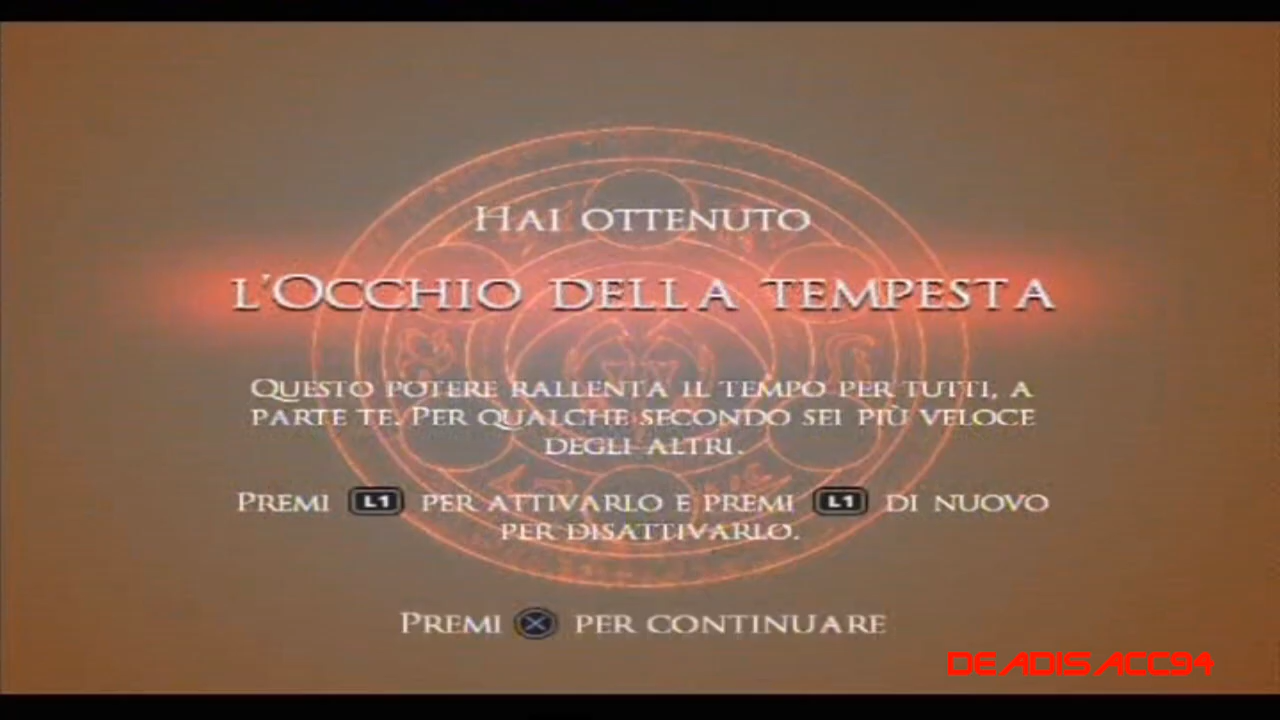 Hai ottenuto
l'Occhio della tempesta
Questo potere rallenta il tempo per tutti, a
parte te. Per qualche secondo sei più veloce
degli altri.
Premi L1 per attivarlo e premi L1 di nuovo
per disattivarlo.
Premi per continuare
DEADISACC94